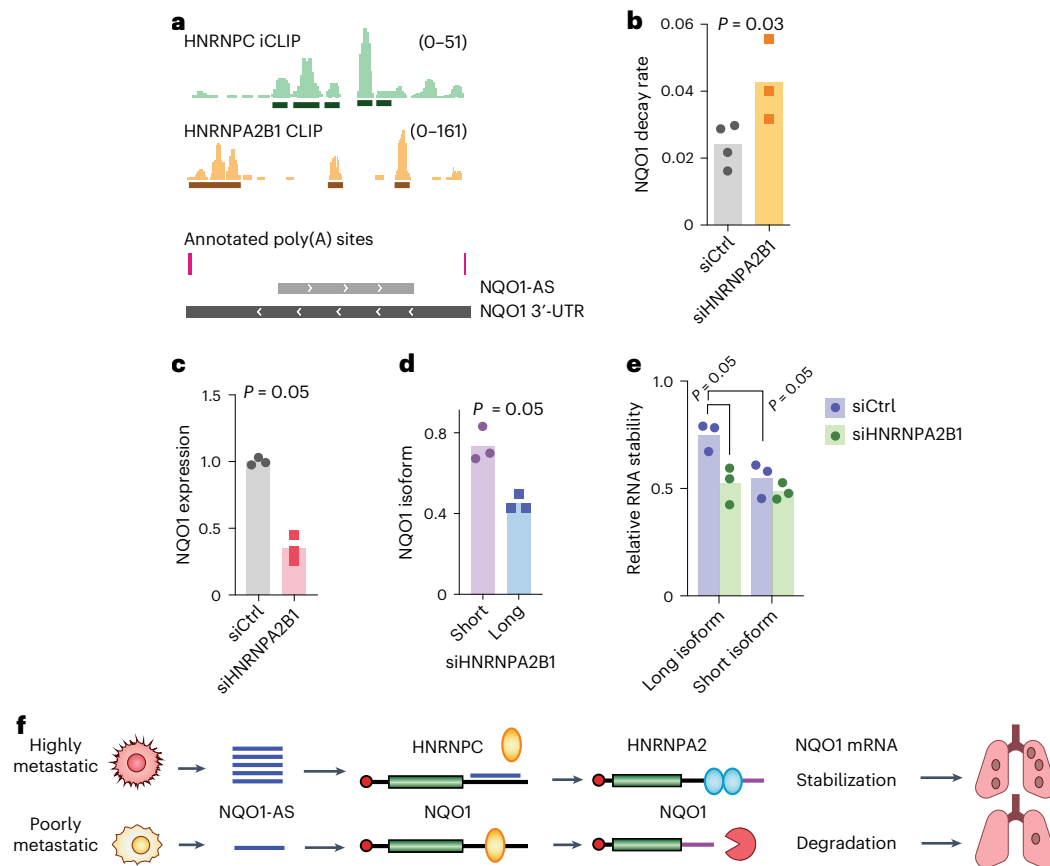 a
HNRNPC iCLIP
(0–51)
HNRNPA2B1 CLIP
(0–161)
Annotated poly(A) sites
NQO1-AS
NQO1 3′-UTR
b
P = 0.03
0.06
0.04
0.02
0
NQO1 decay rate
siCtrl
siHNRNPA2B1
c
P = 0.05
1.5
1.0
0.5
0
NQO1 expression
siCtrl
siHNRNPA2B1
d
P = 0.05
0.8
0.4
0
NQO1 isoform
Short
Long
siHNRNPA2B1
e
P = 0.05
P = 0.05
1.0
0.5
0
Relative RNA stability
Long isoform
Short isoform
siCtrl
siHNRNPA2B1
f
Highly
metastatic
HNRNPC
HNRNPA2
NQO1 mRNA
Stabilization
NQO1-AS
NQO1
NQO1
Poorly
metastatic
Degradation